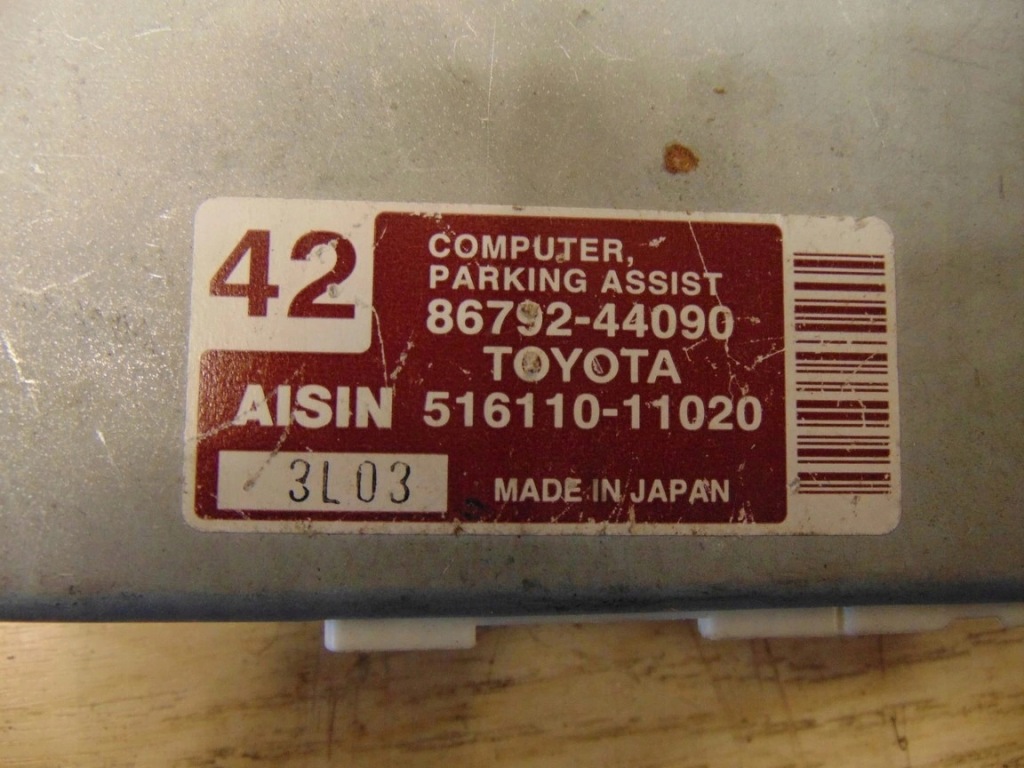 42
COMPUTER,
PARKING ASSIST
86792-44090
TOYOTA
AISIN 516110-11020
3L03
MADE IN JAPAN